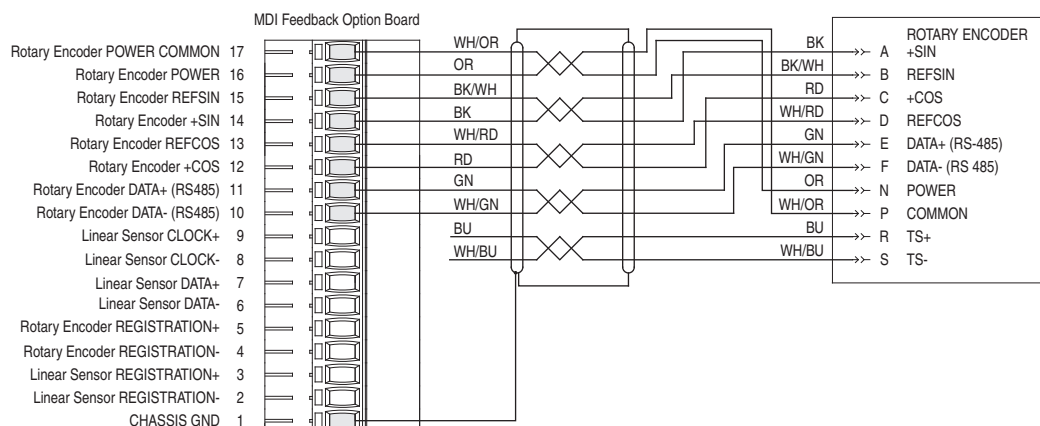 MDI Feedback Option Board
Rotary Encoder POWER COMMON 17
Rotary Encoder POWER 16
Rotary Encoder REFSIN 15
Rotary Encoder +SIN 14
Rotary Encoder REFCOS 13
Rotary Encoder +COS 12
Rotary Encoder DATA+ (RS485) 11
Rotary Encoder DATA- (RS485) 10
Linear Sensor CLOCK+ 9
Linear Sensor CLOCK- 8
Linear Sensor DATA+ 7
Linear Sensor DATA- 6
Rotary Encoder REGISTRATION+ 5
Rotary Encoder REGISTRATION- 4
Linear Sensor REGISTRATION+ 3
Linear Sensor REGISTRATION- 2
CHASSIS GND 1
WH/OR
OR
BK/WH
BK
WH/RD
RD
GN
WH/GN
BU
WH/BU
BK
BK/WH
RD
WH/RD
GN
WH/GN
OR
WH/OR
BU
WH/BU
ROTARY ENCODER
A +SIN
B REFSIN
C +COS
D REFCOS
E DATA+ (RS-485)
F DATA- (RS 485)
N POWER
P COMMON
R TS+
S TS-